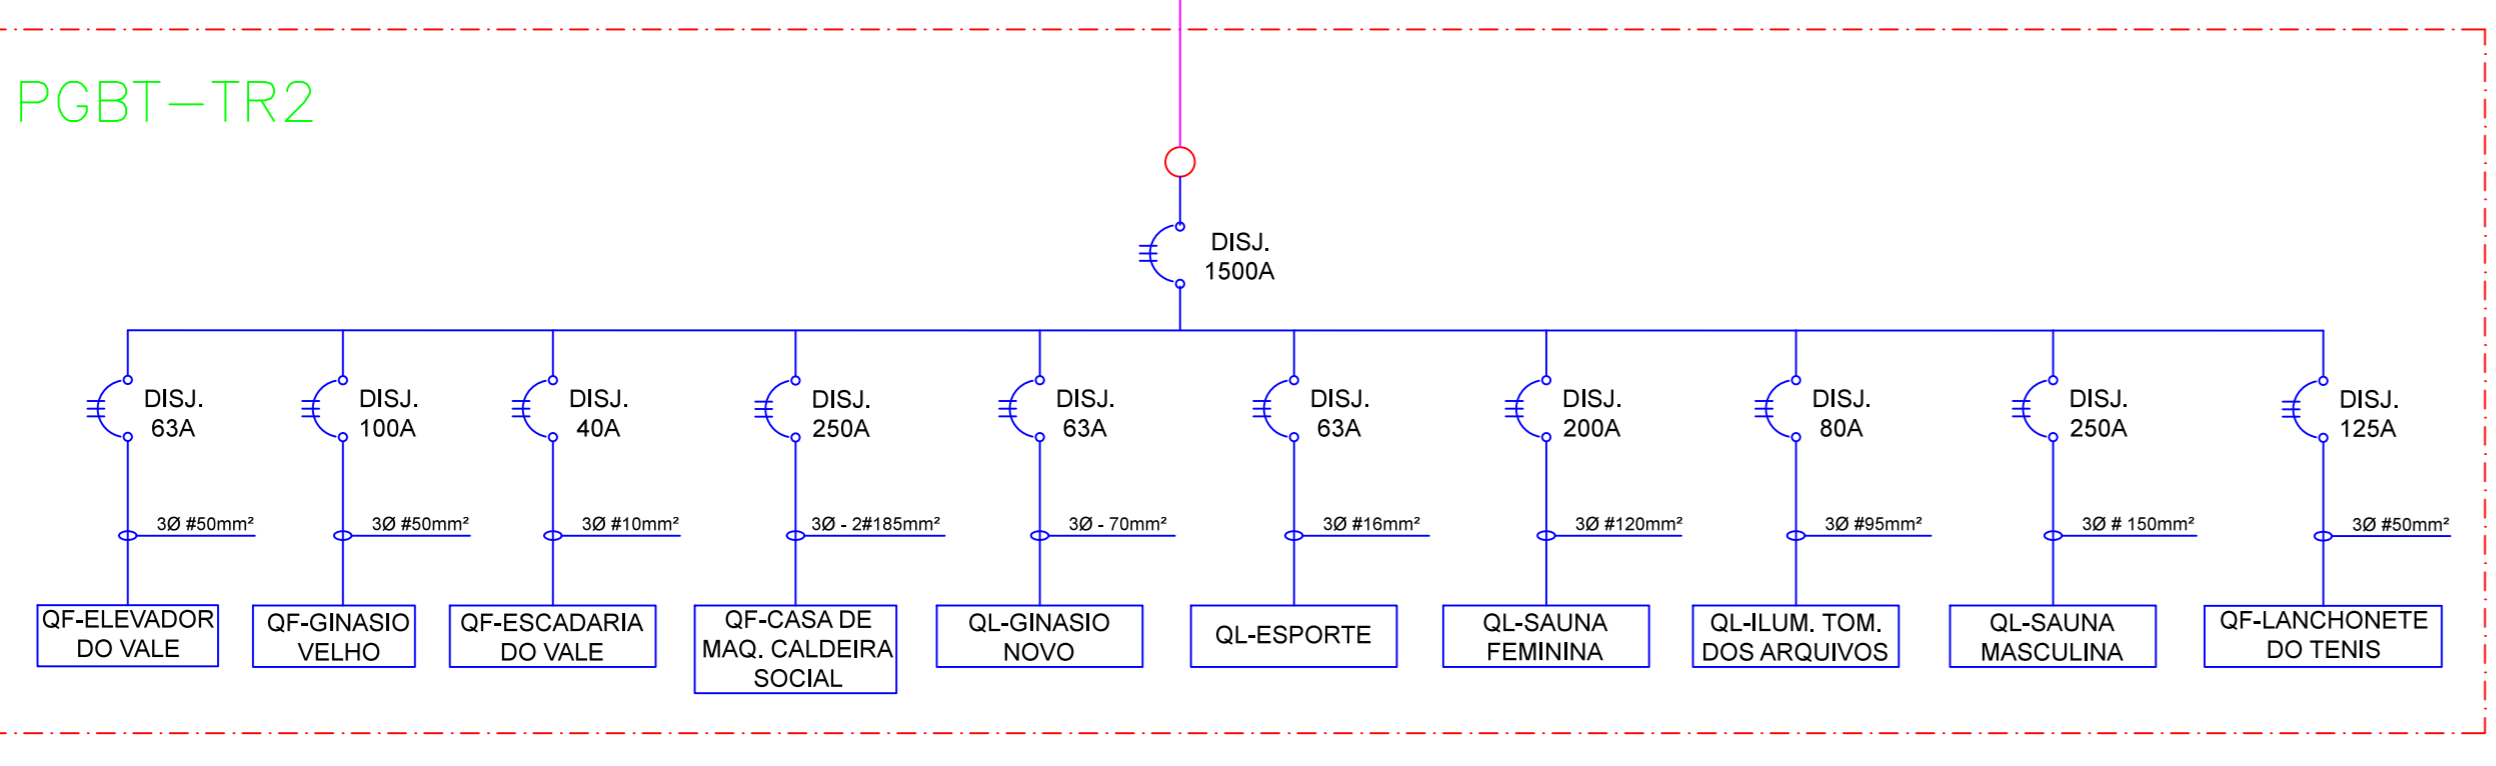 PGBT-TR2
DISJ.
1500A
DISJ.
63A
DISJ.
100A
DISJ.
40A
DISJ.
250A
DISJ.
63A
DISJ.
63A
DISJ.
200A
DISJ.
80A
DISJ.
250A
DISJ.
125A
3Ø #50mm²
3Ø #50mm²
3Ø #10mm²
3Ø - 2#185mm²
3Ø - 70mm²
3Ø #16mm²
3Ø #120mm²
3Ø #95mm²
3Ø # 150mm²
3Ø #50mm²
QF-ELEVADOR
DO VALE
QF-GINASIO
VELHO
QF-ESCADARIA
DO VALE
QF-CASA DE
MAQ. CALDEIRA
SOCIAL
QL-GINASIO
NOVO
QL-ESPORTE
QL-SAUNA
FEMININA
QL-ILUM. TOM.
DOS ARQUIVOS
QL-SAUNA
MASCULINA
QF-LANCHONETE
DO TENIS